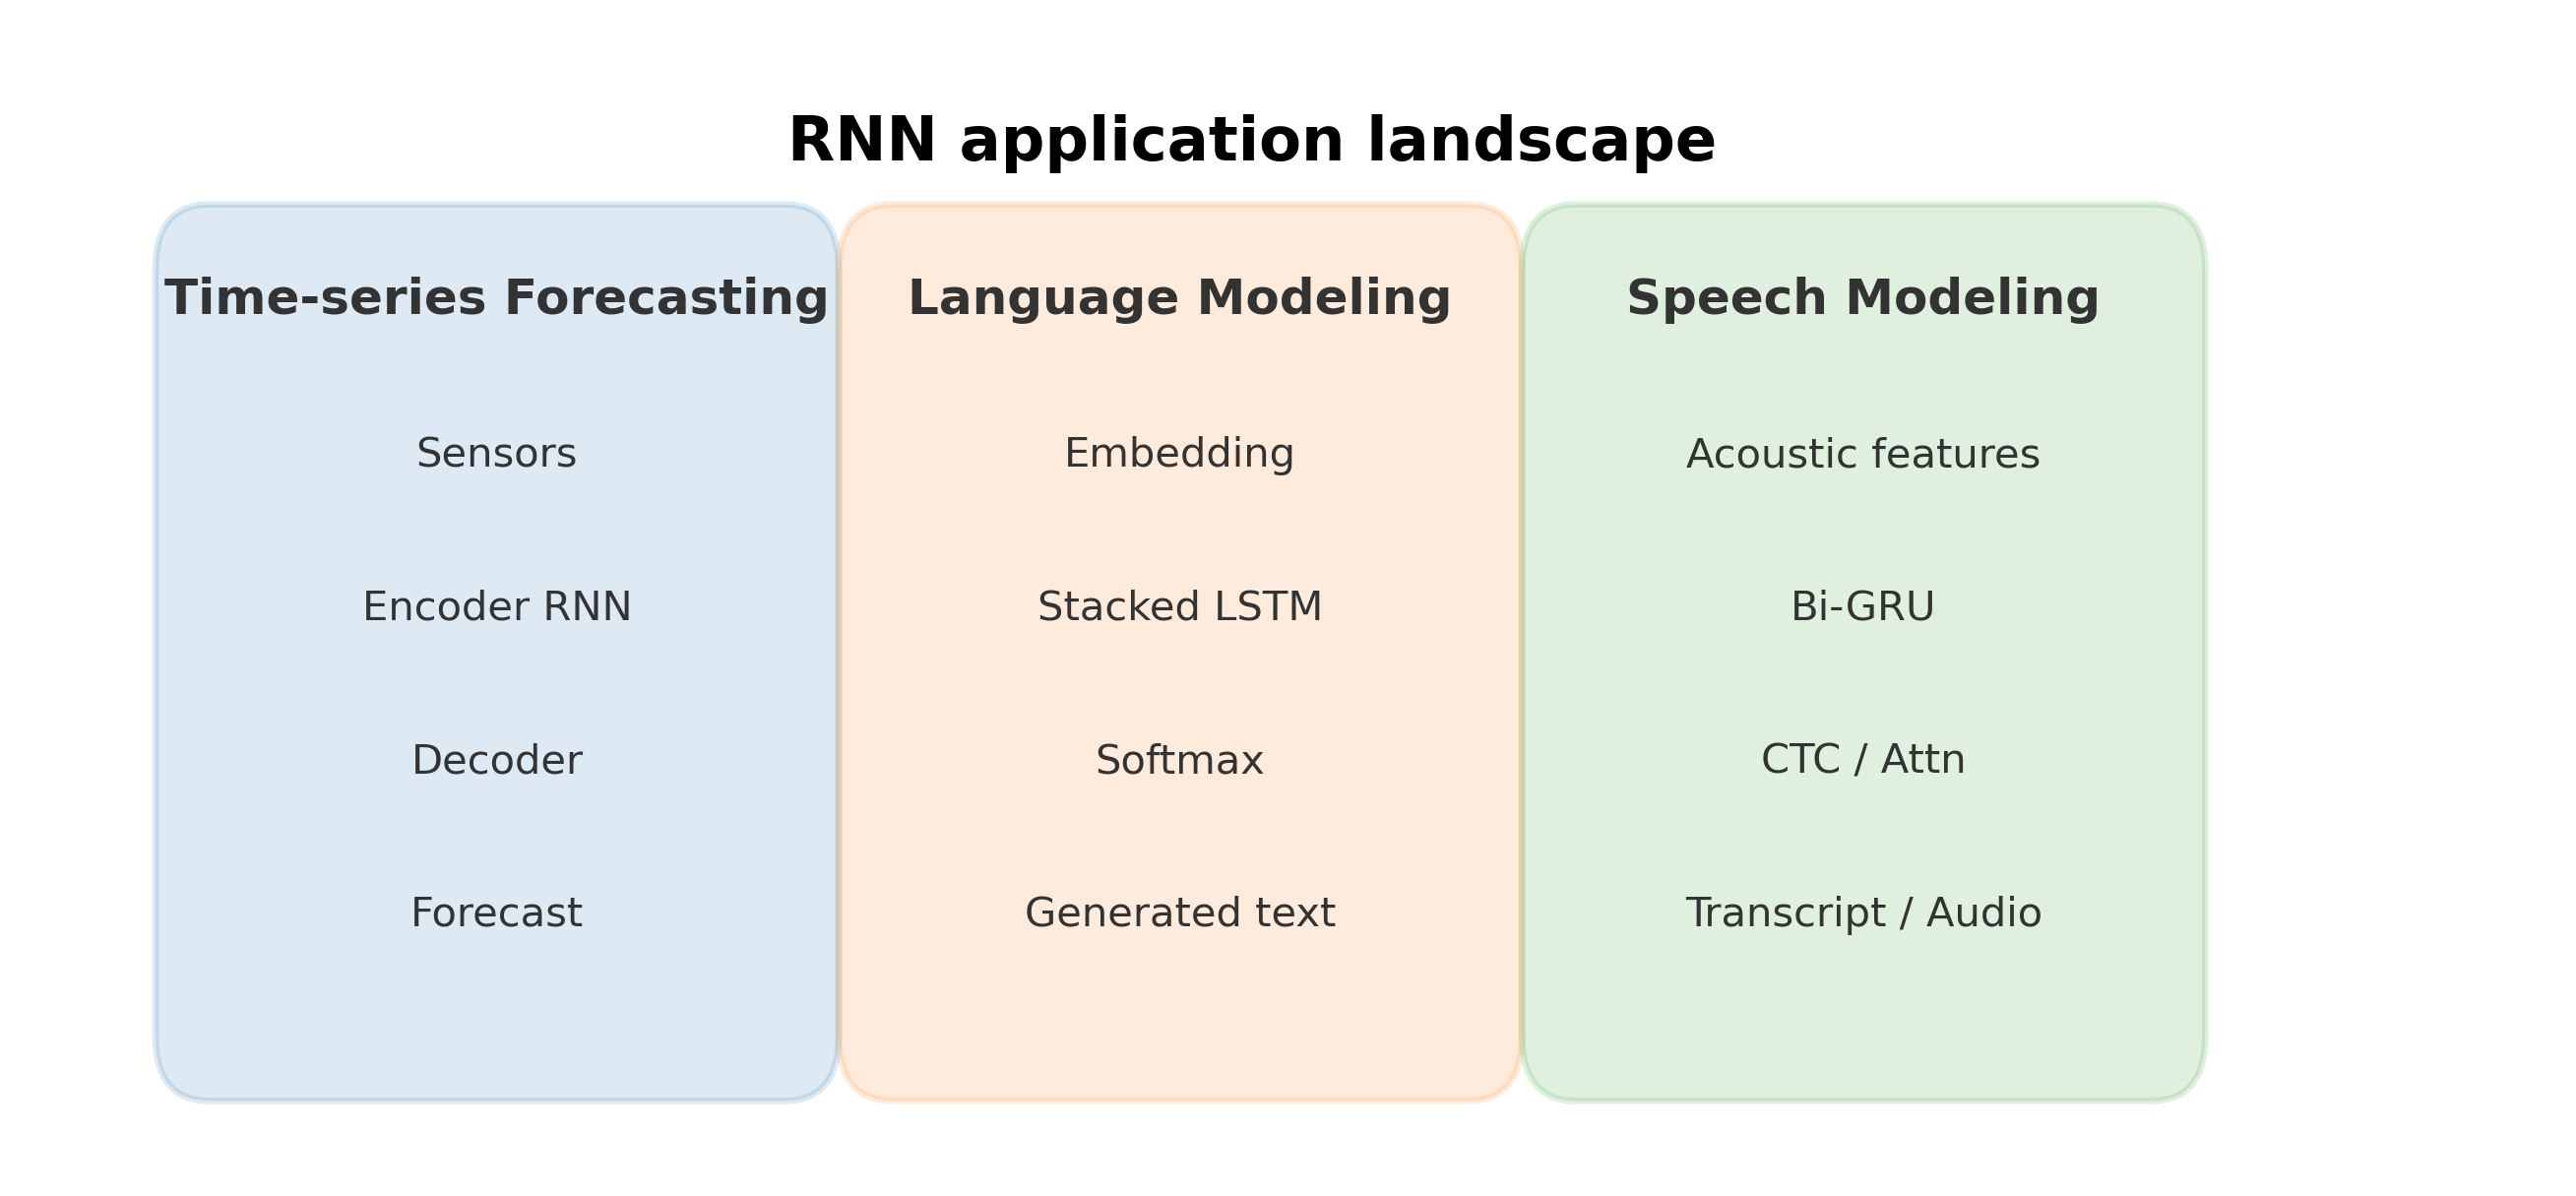 RNN application landscape
Time-series Forecasting
Sensors
Encoder RNN
Decoder
Forecast
Language Modeling
Embedding
Stacked LSTM
Softmax
Generated text
Speech Modeling
Acoustic features
Bi-GRU
CTC / Attn
Transcript / Audio